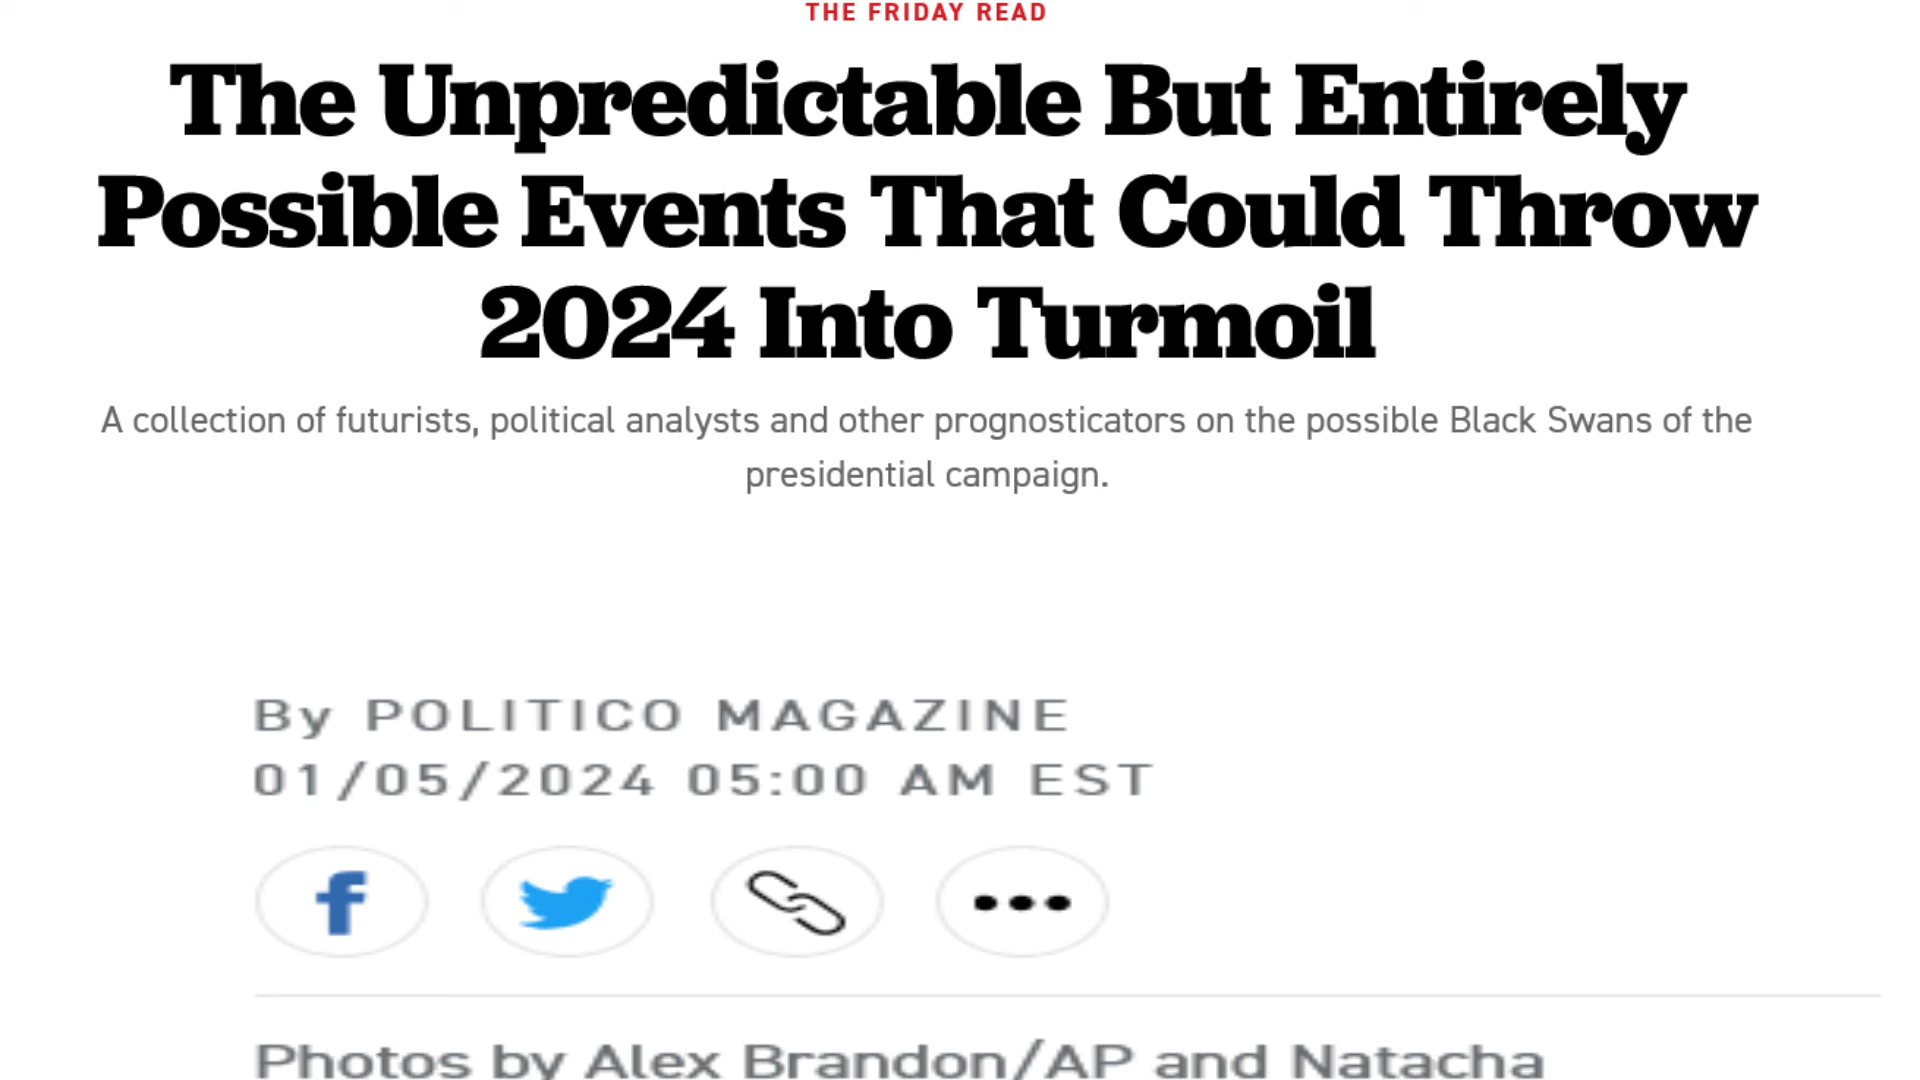 THE FRIDAY READ
The Unpredictable But Entirely
Possible Events That Could Throw
2024 Into Turmoil
A collection of futurists, political analysts and other prognosticators on the possible Black Swans of the
presidential campaign.
By POLITICO MAGAZINE
01/05/2024 05:00 AM EST
Photos by Alex Brandon/AP and Natacha